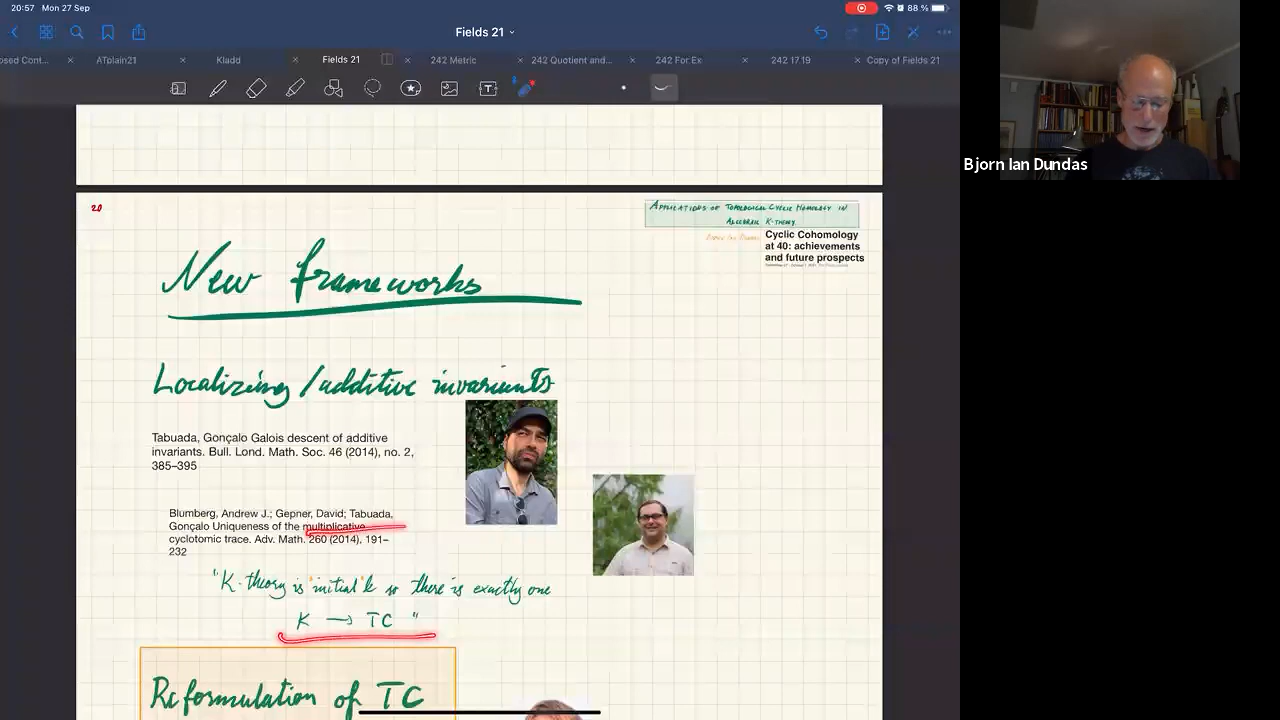 20:57 Mon 27 Sep
88 %
Fields 21
osed Cont...
ATplain21
Kladd
Fields 21
242 Metric
242 Quotient and...
242 For Ex
242 17.19
Copy of Fields 21
Bjorn Ian Dundas
20
Applications of Topological Cyclic Homology in
Algebraic K-theory
Cyclic Cohomology
at 40: achievements
and future prospects
New frameworks
Localizing/additive invariants
Tabuada, Gonçalo Galois descent of additive
invariants. Bull. Lond. Math. Soc. 46 (2014), no. 2,
385–395
Blumberg, Andrew J.; Gepner, David; Tabuada,
Gonçalo Uniqueness of the multiplicative
cyclotomic trace. Adv. Math. 260 (2014), 191–
232
"K-theory is 'initial' & so there is exactly one
K → TC "
Reformulation of TC